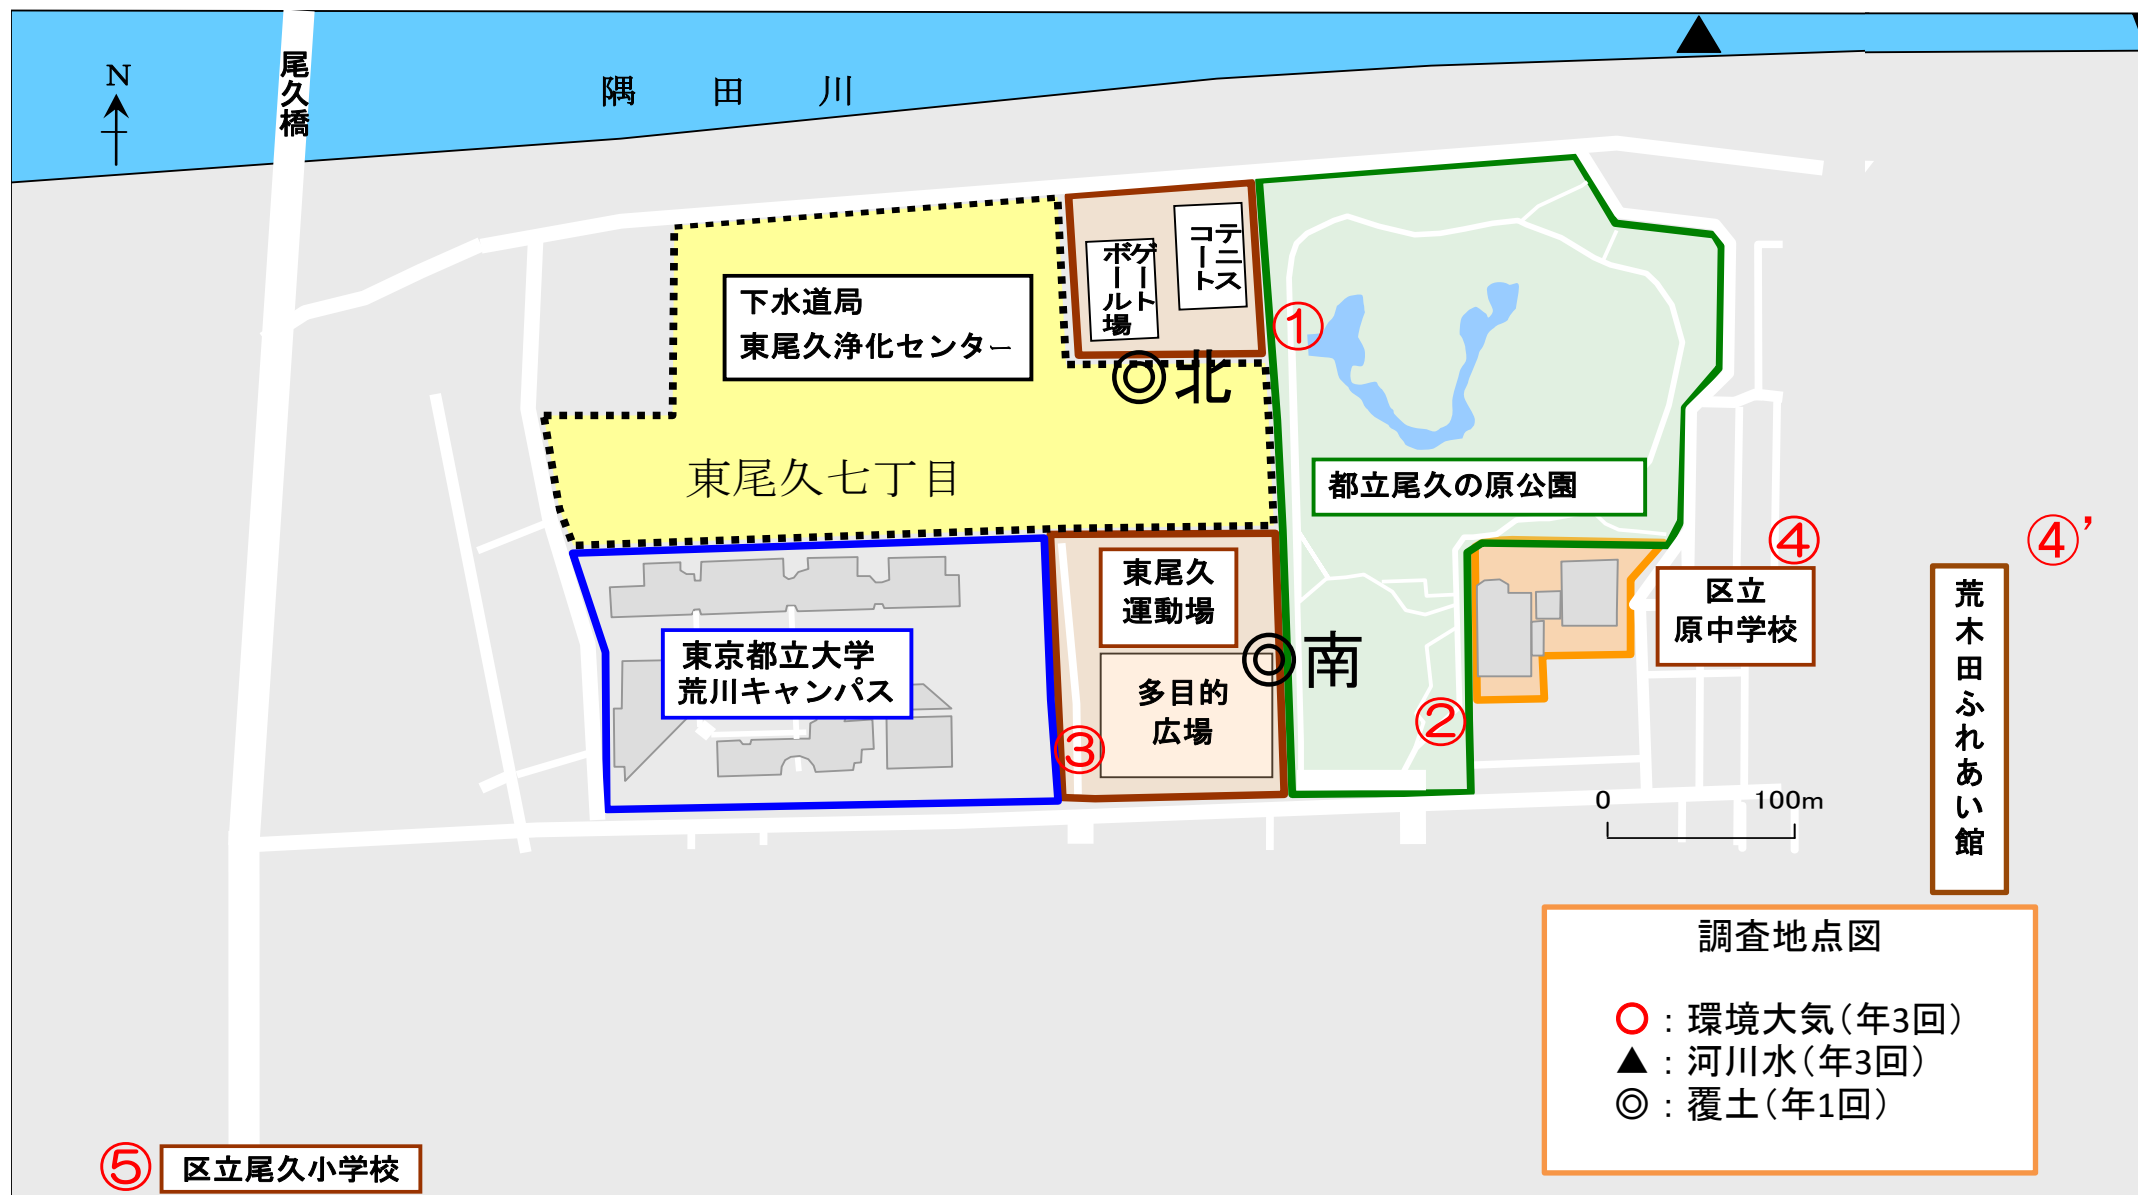 N
尾久橋
隅田川
下水道局
東尾久浄化センター
ゲート
ボール場
テニス
コート
①
◎北
東尾久七丁目
都立尾久の原公園
④
④’
東尾久
運動場
区立
原中学校
荒木田ふれあい館
東京都立大学
荒川キャンパス
◎南
多目的
広場
②
③
0 100m
調査地点図
○:環境大気(年3回)
▲:河川水(年3回)
◎:覆土(年1回)
⑤
区立尾久小学校